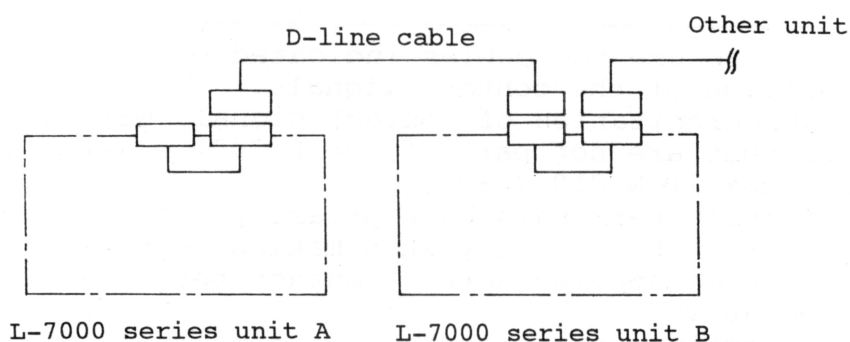 Other unit
D-line cable
L-7000 series unit A
L-7000 series unit B